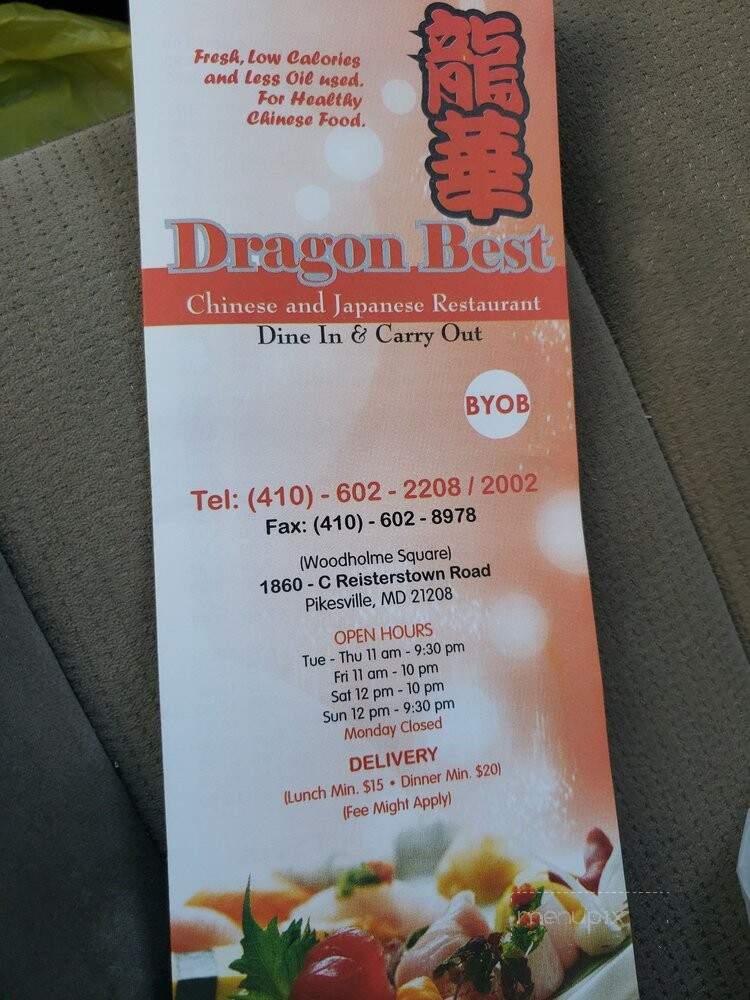 Fresh, Low Calories
and Less Oil used.
For Healthy
Chinese Food.
龍
華
Dragon Best
Chinese and Japanese Restaurant
Dine In & Carry Out
BYOB
Tel: (410) - 602 - 2208 / 2002
Fax: (410) - 602 - 8978
(Woodholme Square)
1860 - C Reisterstown Road
Pikesville, MD 21208
OPEN HOURS
Tue - Thu 11 am - 9:30 pm
Fri 11 am - 10 pm
Sat 12 pm - 10 pm
Sun 12 pm - 9:30 pm
Monday Closed
DELIVERY
(Lunch Min. $15 • Dinner Min. $20)
(Fee Might Apply)
menupix